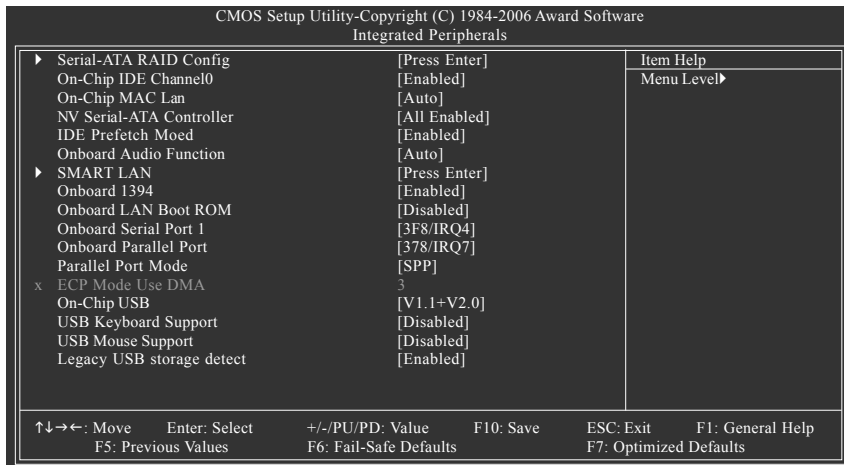 CMOS Setup Utility-Copyright (C) 1984-2006 Award Software
Integrated Peripherals
▶ Serial-ATA RAID Config [Press Enter]
On-Chip IDE Channel0 [Enabled]
On-Chip MAC Lan [Auto]
NV Serial-ATA Controller [All Enabled]
IDE Prefetch Moed [Enabled]
Onboard Audio Function [Auto]
▶ SMART LAN [Press Enter]
Onboard 1394 [Enabled]
Onboard LAN Boot ROM [Disabled]
Onboard Serial Port 1 [3F8/IRQ4]
Onboard Parallel Port [378/IRQ7]
Parallel Port Mode [SPP]
x ECP Mode Use DMA 3
On-Chip USB [V1.1+V2.0]
USB Keyboard Support [Disabled]
USB Mouse Support [Disabled]
Legacy USB storage detect [Enabled]
Item Help
Menu Level▶
↑↓→←: Move Enter: Select +/-/PU/PD: Value F10: Save ESC: Exit F1: General Help
F5: Previous Values F6: Fail-Safe Defaults F7: Optimized Defaults